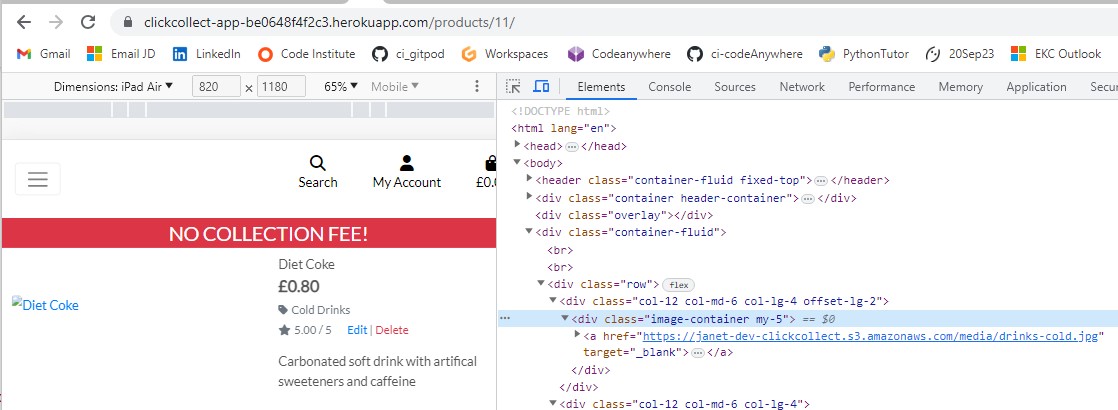 clickcollect-app-be0648f4f2c3.herokuapp.com/products/11/
Gmail Email JD LinkedIn Code Institute ci_gitpod Workspaces Codeanywhere ci-codeAnywhere PythonTutor 20Sep23 EKC Outlook
Dimensions: iPad Air ▼ 820 × 1180 65% ▼ Mobile ▼
Elements Console Sources Network Performance Memory Application Secu
Search My Account £0.0
NO COLLECTION FEE!
Diet Coke
Diet Coke
£0.80
Cold Drinks
5.00 / 5 Edit | Delete
Carbonated soft drink with artifical
sweeteners and caffeine
<!DOCTYPE html>
<html lang="en">
<head> ⋯ </head>
<body>
<header class="container-fluid fixed-top"> ⋯ </header>
<div class="container header-container"> ⋯ </div>
<div class="overlay"></div>
<div class="container-fluid">
<br>
<br>
<div class="row"> flex
<div class="col-12 col-md-6 col-lg-4 offset-lg-2">
<div class="image-container my-5"> == $0
<a href="https://janet-dev-clickcollect.s3.amazonaws.com/media/drinks-cold.jpg"
target="_blank"> ⋯ </a>
</div>
</div>
<div class="col-12 col-md-6 col-lg-4">